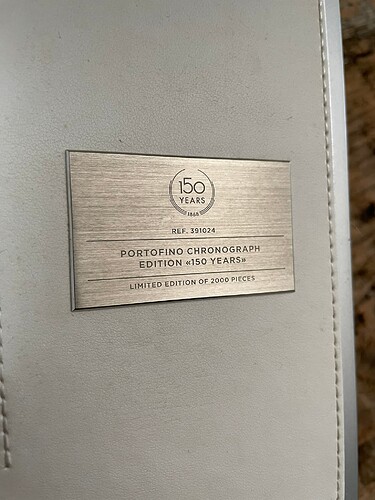 150
YEARS
1868
REF. 391024
PORTOFINO CHRONOGRAPH
EDITION «150 YEARS»
LIMITED EDITION OF 2000 PIECES